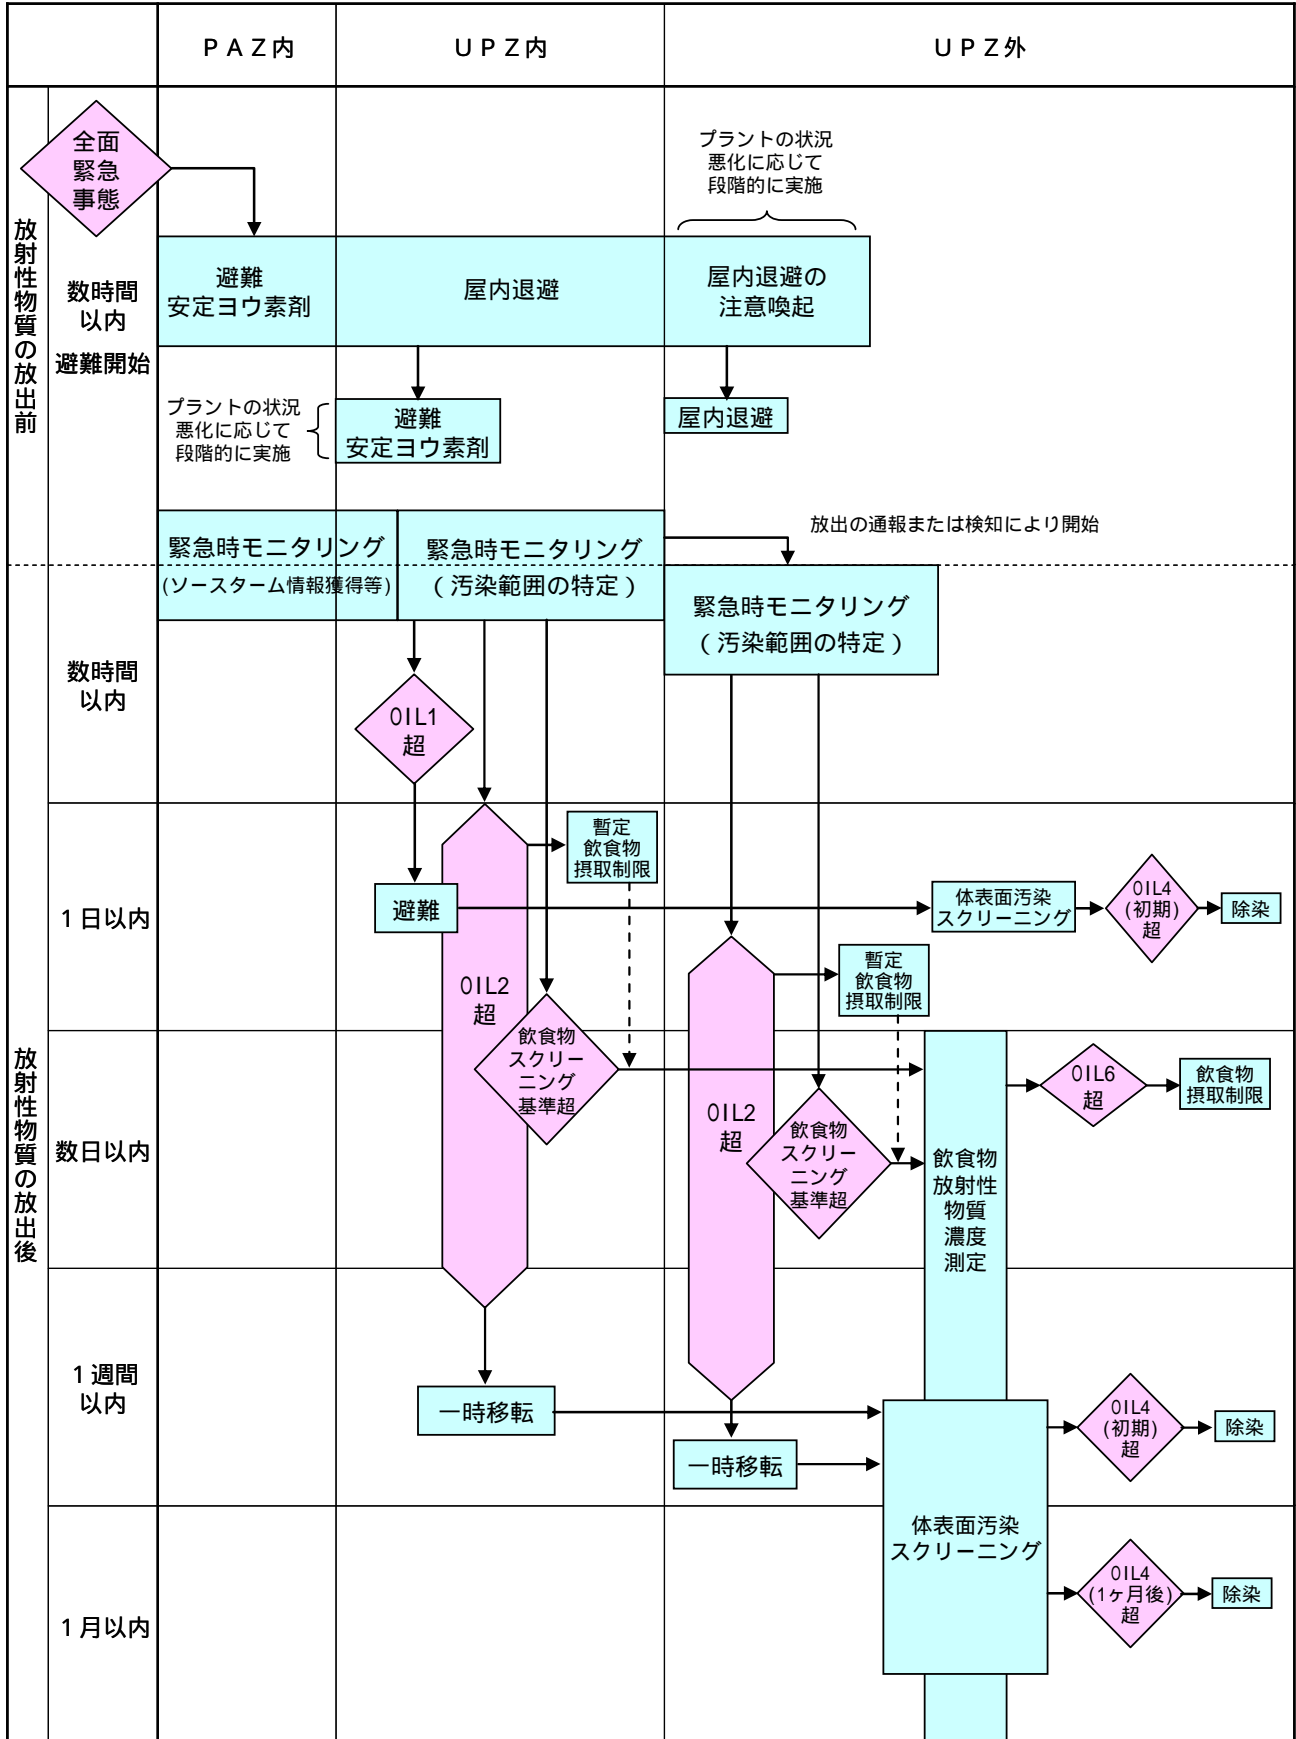 ＰＡＺ内
ＵＰＺ内
ＵＰＺ外
放射性物質の放出前
全面
緊急
事態
プラントの状況
悪化に応じて
段階的に実施
数時間
以内
避難開始
避難
安定ヨウ素剤
屋内退避
屋内退避の
注意喚起
プラントの状況
悪化に応じて
段階的に実施
避難
安定ヨウ素剤
屋内退避
緊急時モニタリング
(ソースターム情報獲得等)
緊急時モニタリング
（汚染範囲の特定）
放出の通報または検知により開始
緊急時モニタリング
（汚染範囲の特定）
放射性物質の放出後
数時間
以内
OIL1
超
１日以内
暫定
飲食物
摂取制限
避難
体表面汚染
スクリーニング
OIL4
(初期)
超
除染
OIL2
超
暫定
飲食物
摂取制限
数日以内
飲食物
スクリー
ニング
基準超
OIL2
超
飲食物
スクリー
ニング
基準超
飲食物
放射性
物質
濃度
測定
OIL6
超
飲食物
摂取制限
１週間
以内
一時移転
一時移転
OIL4
(初期)
超
除染
体表面汚染
スクリーニング
１月以内
OIL4
(1ヶ月後)
超
除染